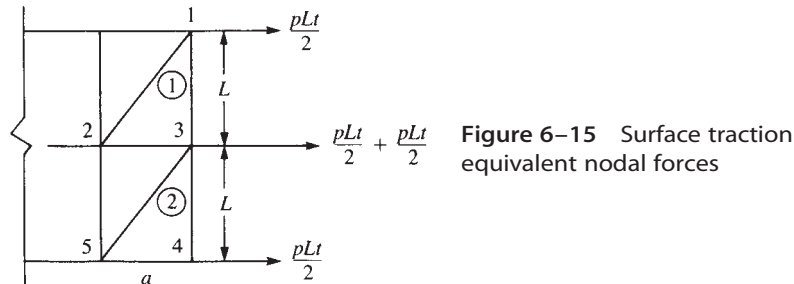 1
pLt/2
1
L
2
3
pLt/2 + pLt/2
Figure 6–15 Surface traction
equivalent nodal forces
2
L
5
4
pLt/2
a